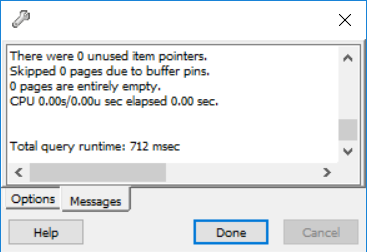 There were 0 unused item pointers.
Skipped 0 pages due to buffer pins.
0 pages are entirely empty.
CPU 0.00s/0.00u sec elapsed 0.00 sec.
Total query runtime: 712 msec
Options Messages
Help Done Cancel